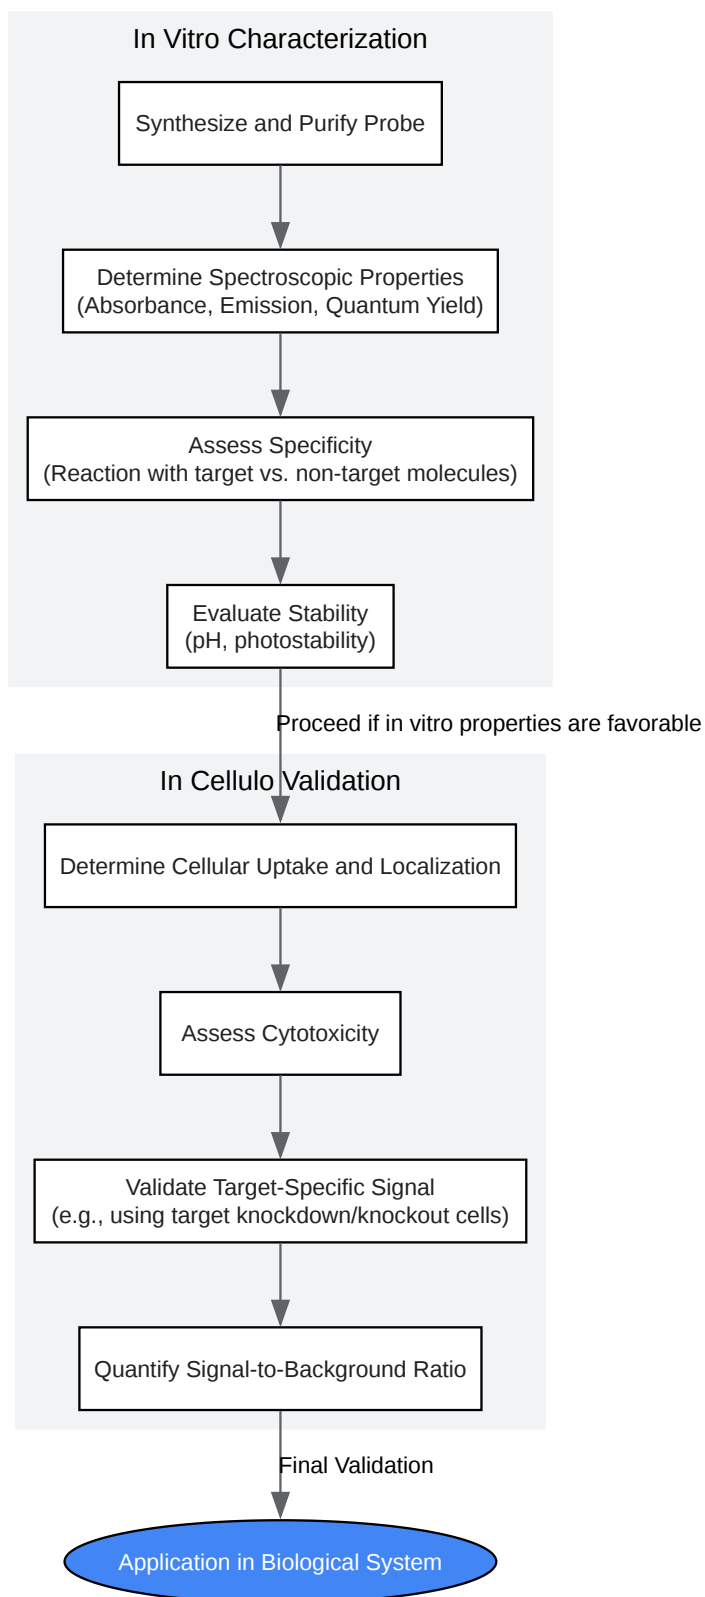 In Vitro Characterization
Synthesize and Purify Probe
Determine Spectroscopic Properties
(Absorbance, Emission, Quantum Yield)
Assess Specificity
(Reaction with target vs. non-target molecules)
Evaluate Stability
(pH, photostability)
Proceed if in vitro properties are favorable
In Cellulo Validation
Determine Cellular Uptake and Localization
Assess Cytotoxicity
Validate Target-Specific Signal
(e.g., using target knockdown/knockout cells)
Quantify Signal-to-Background Ratio
Final Validation
Application in Biological System